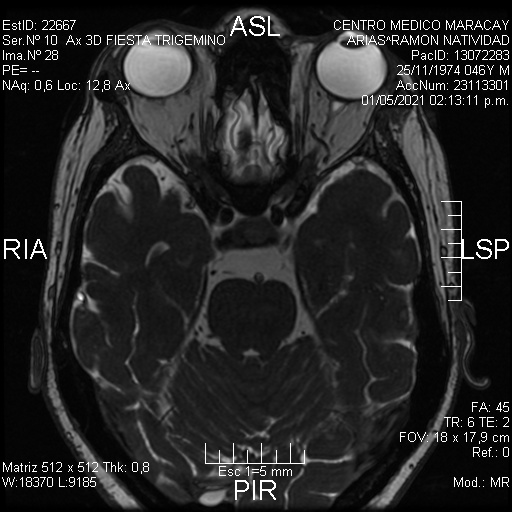 EstID: 22667
Ser.Nº 10 Ax 3D FIESTA TRIGEMINO
Ima.Nº 28
PE= --
NAq: 0,6 Loc: 12,8 Ax
ASL
CENTRO MEDICO MARACAY
ARIAS^RAMON NATIVIDAD
PacID: 13072283
25/11/1974 046Y M
AccNum: 23113301
01/05/2021 02:13:11 p.m.
RIA
LSP
Matriz 512 x 512 Thk: 0,8
W:18370 L:9185
Esc 1=5 mm
PIR
FA: 45
TR: 6 TE: 2
FOV: 18 x 17,9 cm
Ref.: 0
Mod.: MR